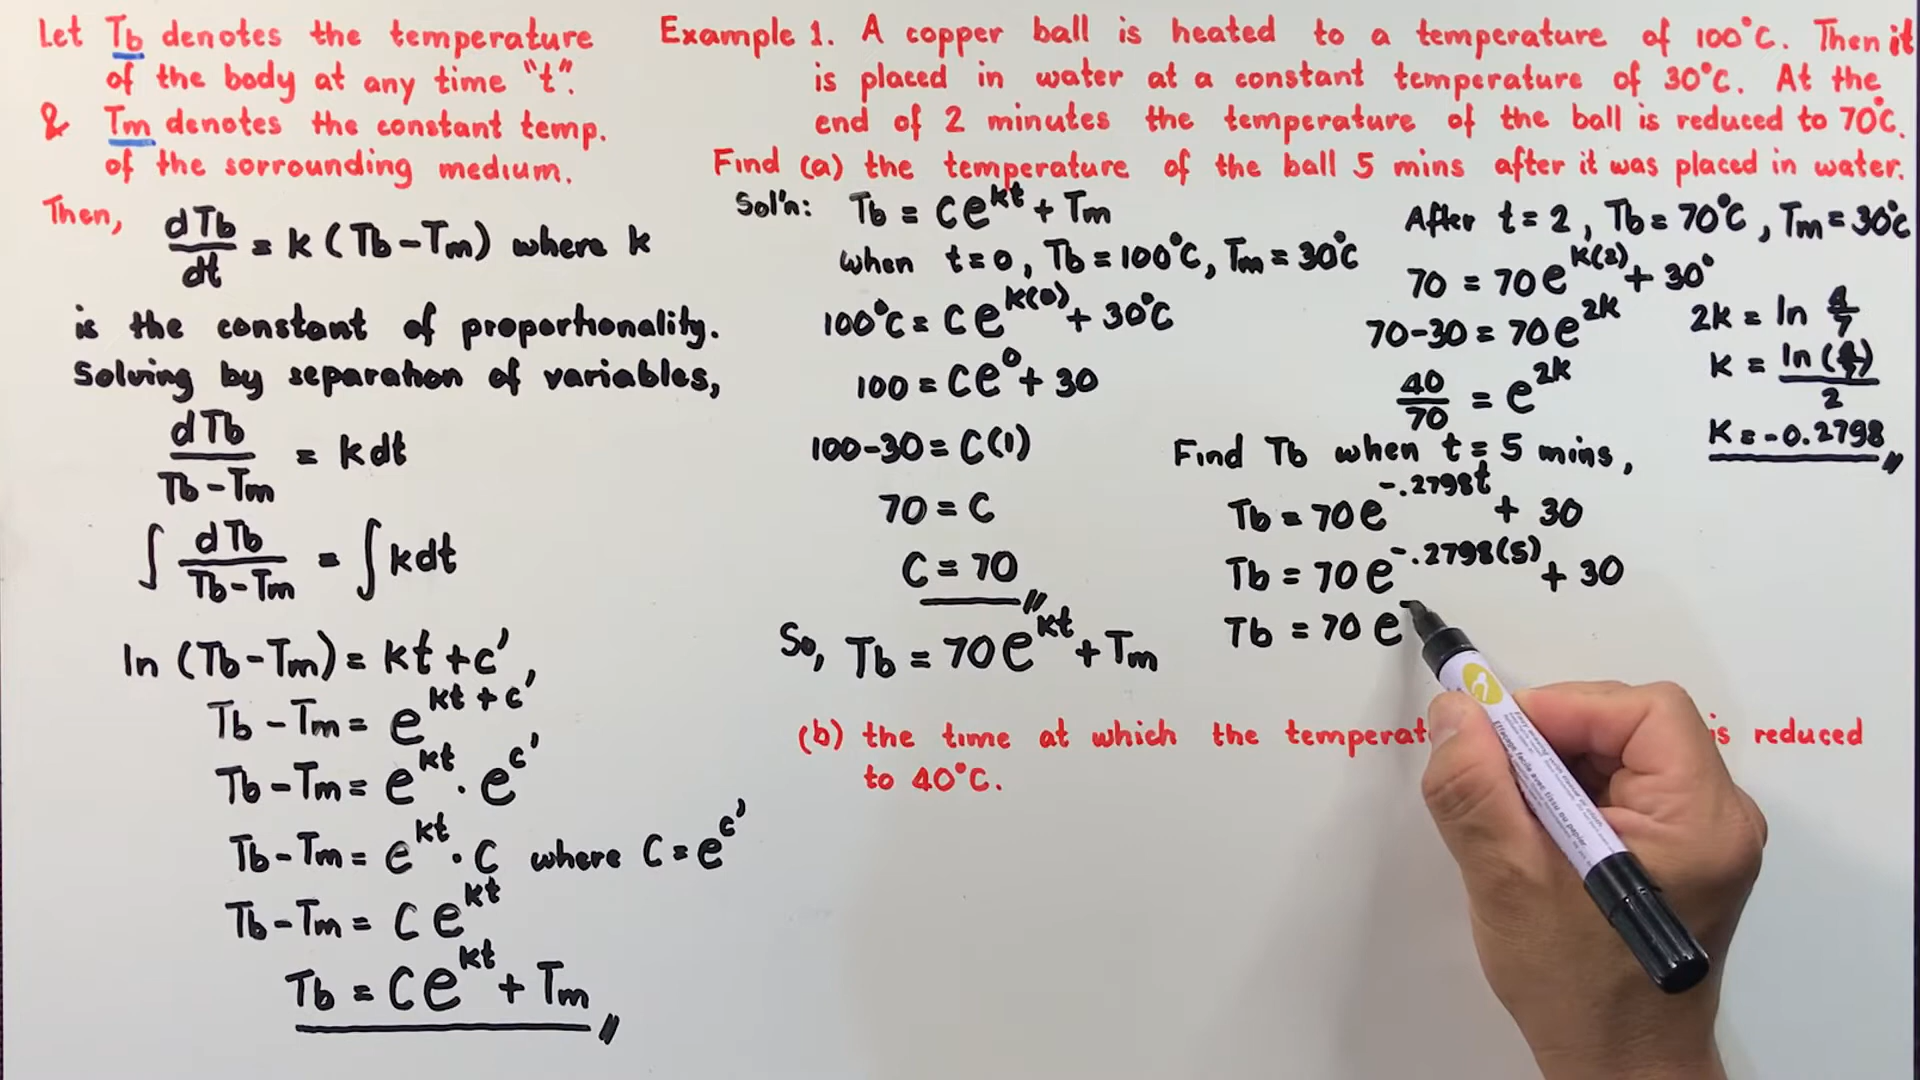 Let Tb denotes the temperature
of the body at any time "t".
& Tm denotes the constant temp.
of the sorrounding medium.
Then, dTb/dt = k (Tb-Tm) where k
is the constant of proportionality.
Solving by separation of variables,
dTb/(Tb-Tm) = kdt
∫ dTb/(Tb-Tm) = ∫kdt
ln (Tb-Tm) = kt + c',
Tb - Tm = e^(kt + c')
Tb-Tm = e^(kt) · e^(c')
Tb-Tm = e^(kt) · C where C = e^(c')
Tb-Tm = Ce^(kt)
Tb = Ce^(kt) + Tm
Example 1. A copper ball is heated to a temperature of 100°C. Then it
is placed in water at a constant temperature of 30°C. At the
end of 2 minutes the temperature of the ball is reduced to 70°C.
Find (a) the temperature of the ball 5 mins after it was placed in water.
Sol'n: Tb = Ce^(kt) + Tm
when t=0, Tb = 100°C, Tm = 30°C
100°C = Ce^(k(0)) + 30°C
100 = Ce^0 + 30
100-30 = C(1)
70 = C
C = 70
So, Tb = 70e^(kt) + Tm
After t = 2, Tb = 70°C, Tm = 30°C
70 = 70e^(k(2)) + 30°
70-30 = 70e^(2k)
40/70 = e^(2k)
2k = ln 4/7
k = ln(4/7)/2
K = -0.2798
Find Tb when t = 5 mins,
Tb = 70e^(-.2798t) + 30
Tb = 70e^(-.2798(5)) + 30
Tb = 70e^-
(b) the time at which the is reduced
to 40°C.